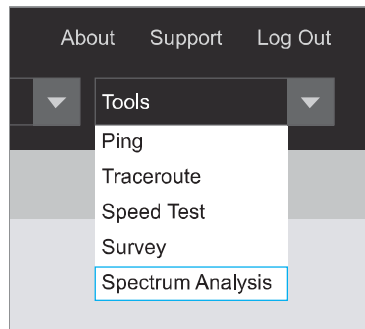 About Support Log Out
Tools
Ping
Traceroute
Speed Test
Survey
Spectrum Analysis